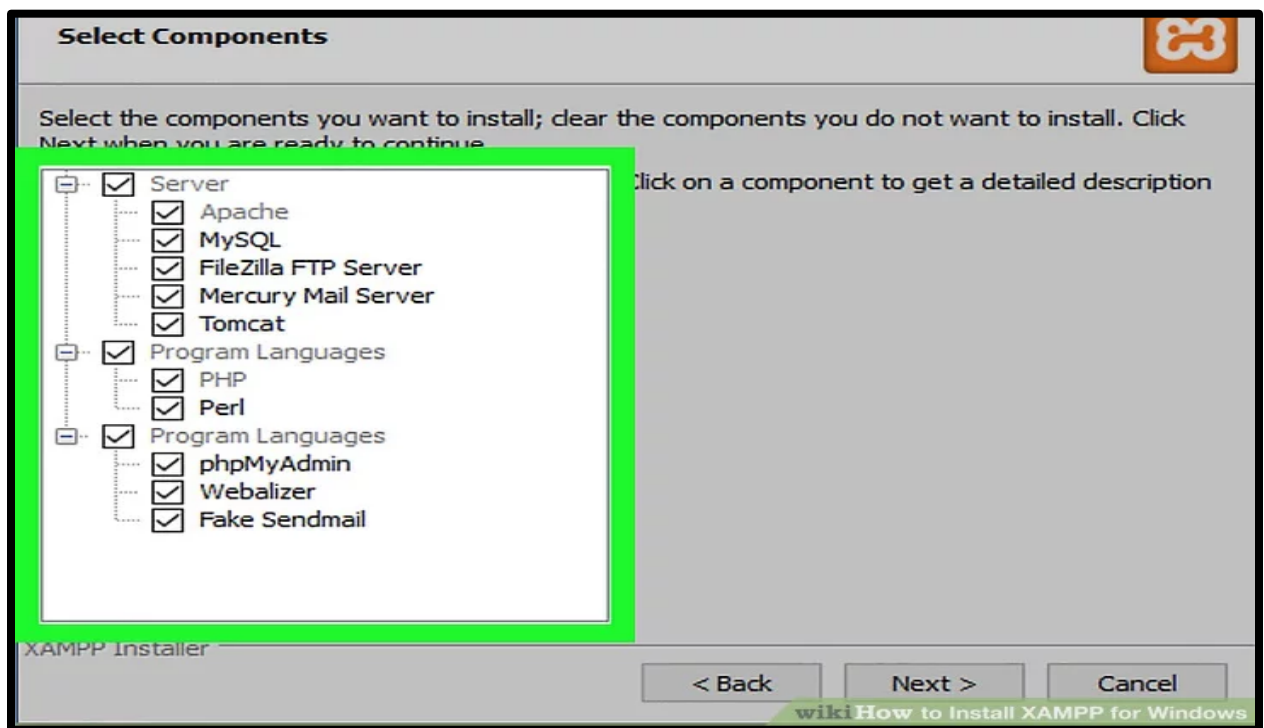 Select Components
Select the components you want to install; clear the components you do not want to install. Click
Next when you are ready to continue
Click on a component to get a detailed description
Server
Apache
MySQL
FileZilla FTP Server
Mercury Mail Server
Tomcat
Program Languages
PHP
Perl
Program Languages
phpMyAdmin
Webalizer
Fake Sendmail
XAMPP Installer
< Back
Next >
Cancel
wikiHow to Install XAMPP for Windows